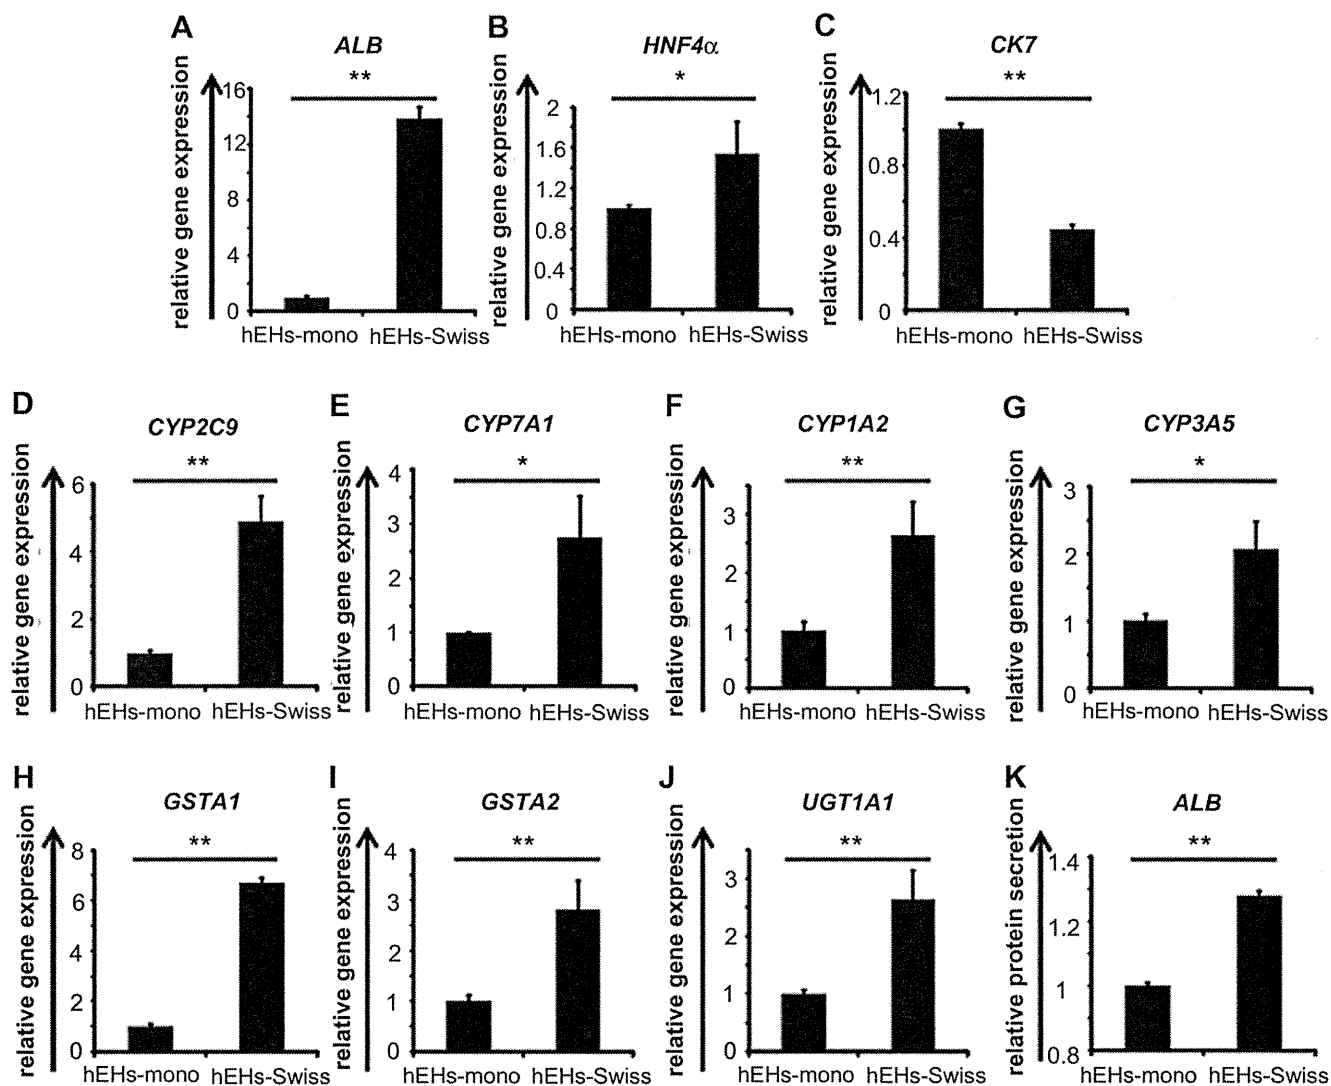 A
ALB
**
relative gene expression
16
12
8
4
0
hEHs-mono hEHs-Swiss
B
HNF4α
*
relative gene expression
2
1.6
1.2
0.8
0.4
0
hEHs-mono hEHs-Swiss
C
CK7
**
relative gene expression
1.2
0.8
0.4
0
hEHs-mono hEHs-Swiss
D
CYP2C9
**
relative gene expression
6
4
2
0
hEHs-mono hEHs-Swiss
E
CYP7A1
*
relative gene expression
4
3
2
1
0
hEHs-mono hEHs-Swiss
F
CYP1A2
**
relative gene expression
3
2
1
0
hEHs-mono hEHs-Swiss
G
CYP3A5
*
relative gene expression
3
2
1
0
hEHs-mono hEHs-Swiss
H
GSTA1
**
relative gene expression
8
6
4
2
0
hEHs-mono hEHs-Swiss
I
GSTA2
**
relative gene expression
4
3
2
1
0
hEHs-mono hEHs-Swiss
J
UGT1A1
**
relative gene expression
3
2
1
0
hEHs-mono hEHs-Swiss
K
ALB
**
relative protein secretion
1.4
1.2
1
0.8
hEHs-mono hEHs-Swiss